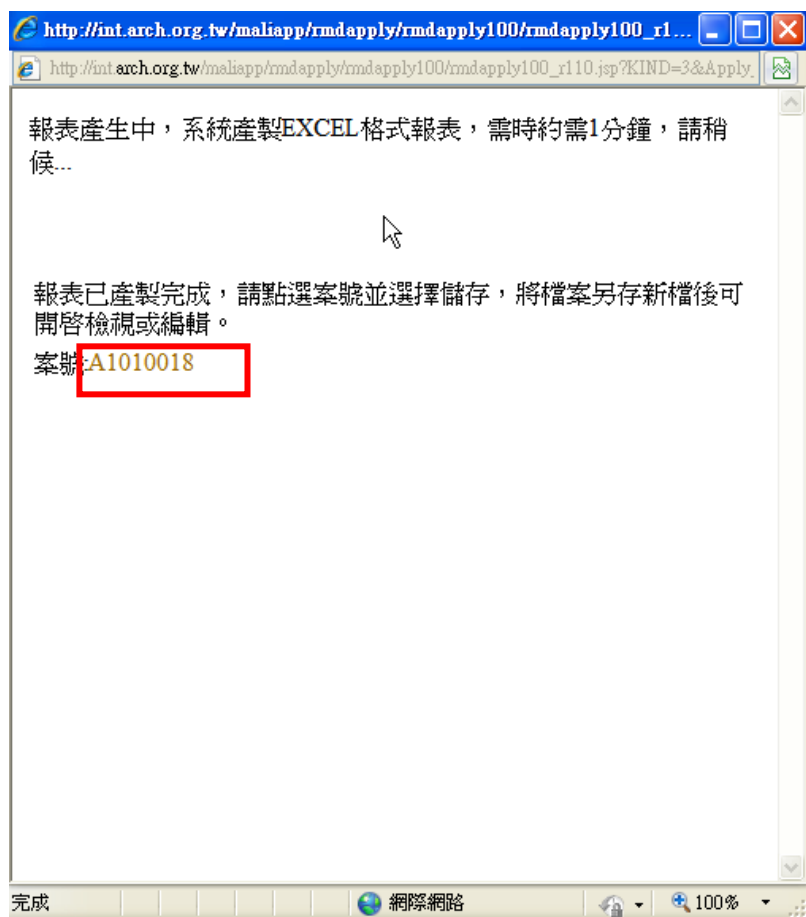 http://int.arch.org.tw/maliapp/rmdapply/rmdapply100/rmdapply100_r1...
http://int.arch.org.tw/maliapp/rmdapply/rmdapply100/rmdapply100_r110.jsp?KIND=3&Apply_
報表產生中，系統產製EXCEL格式報表，需時約需1分鐘，請稍
候...
報表已產製完成，請點選案號並選擇儲存，將檔案另存新檔後可
開啓檢視或編輯。
案號:A1010018
完成 網際網路 100%